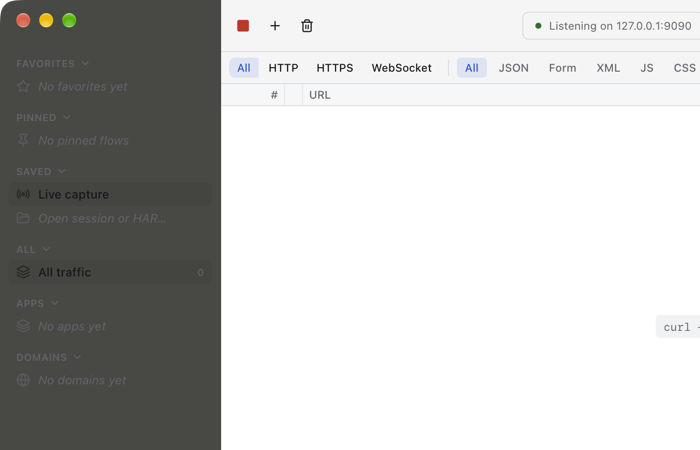 FAVORITES
No favorites yet
PINNED
No pinned flows
SAVED
Live capture
Open session or HAR...
ALL
All traffic 0
APPS
No apps yet
DOMAINS
No domains yet
Listening on 127.0.0.1:9090
All HTTP HTTPS WebSocket All JSON Form XML JS CSS
# URL
curl -